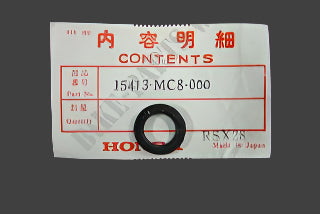 内容明細
CONTENTS
部品番号
Part No.
15413-MC8-000
数量
Quantity
HONDA
RSX28
Made in Japan